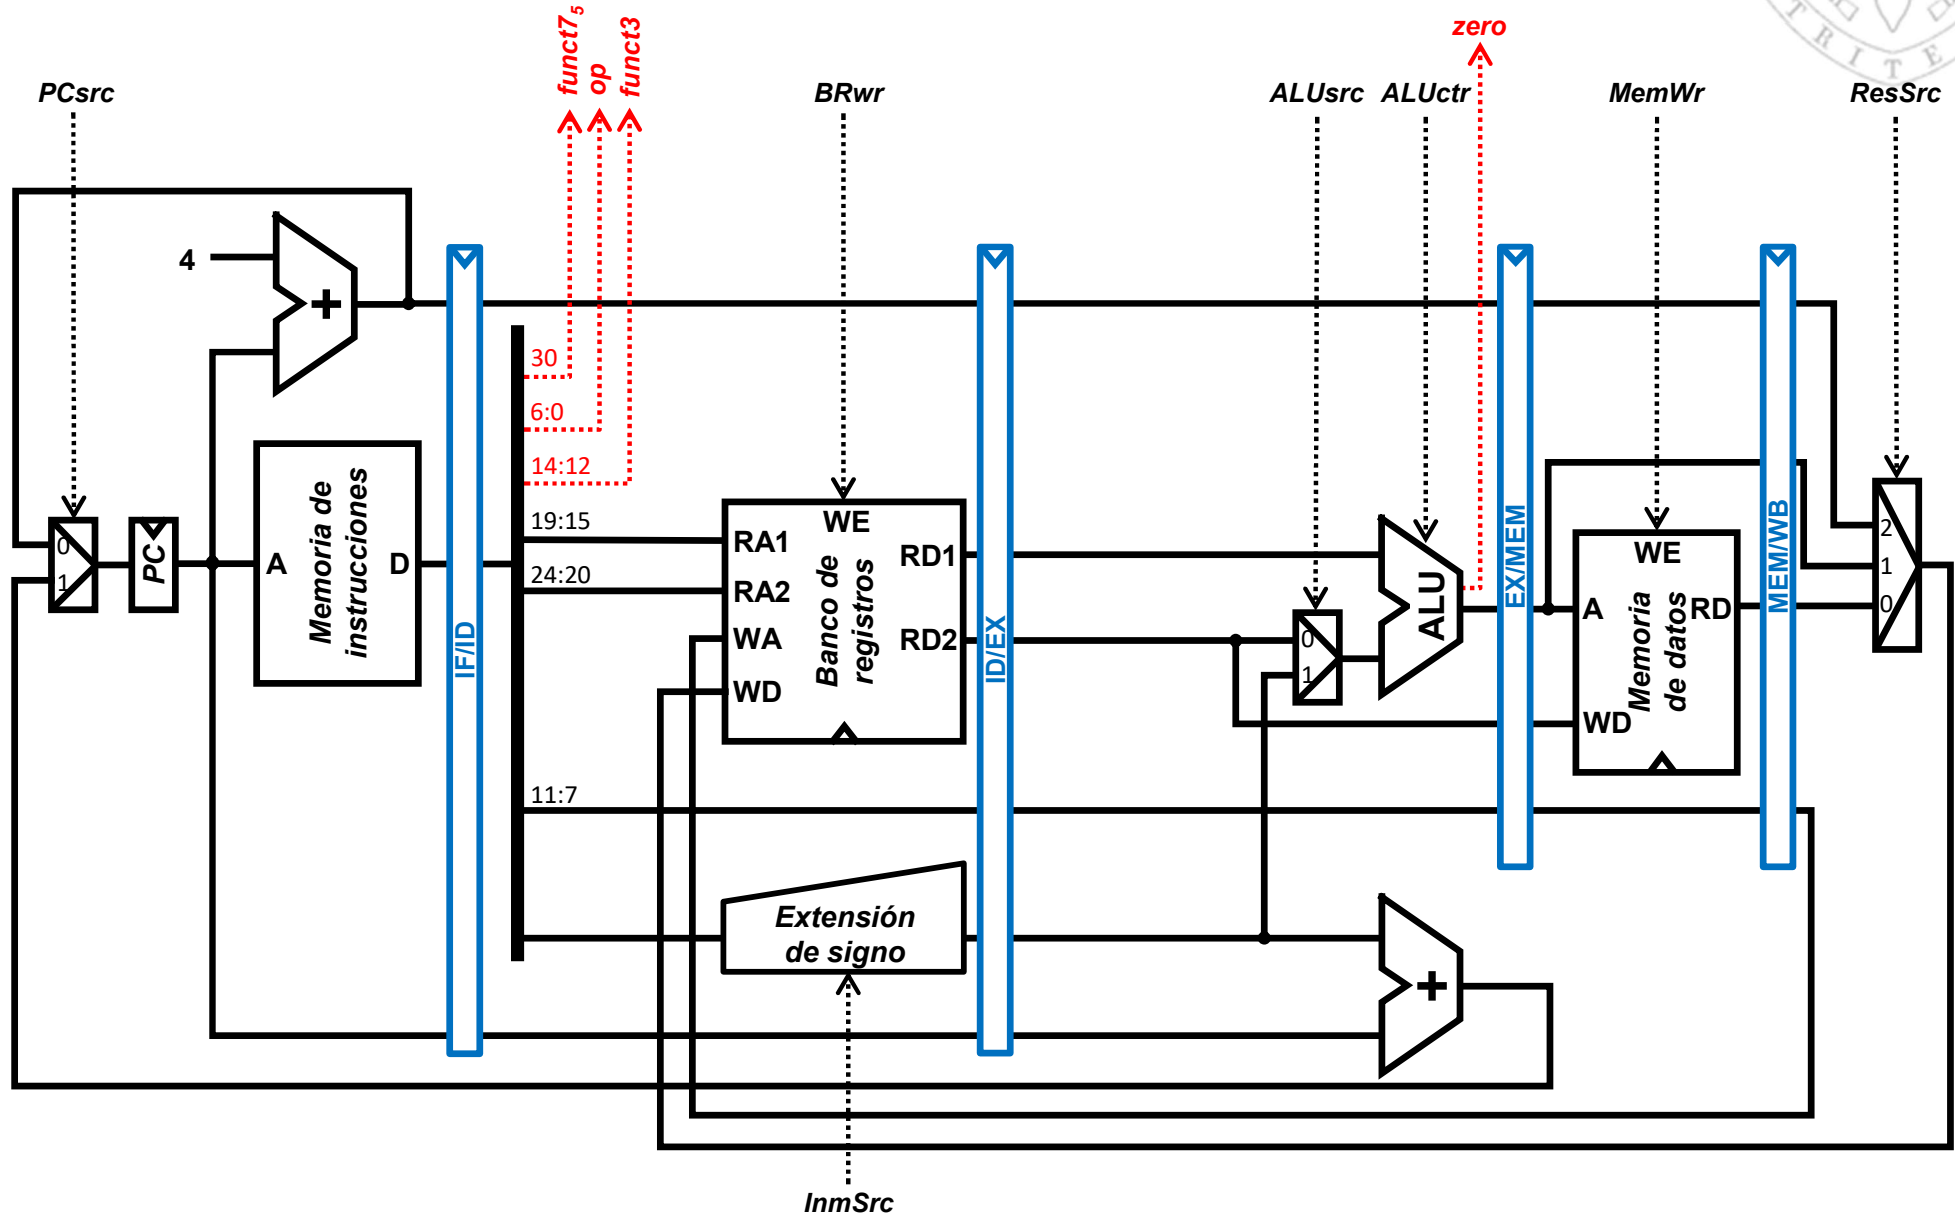 funct7₅
op
funct3
zero
PCsrc
BRwr
ALUsrc
ALUctr
MemWr
ResSrc
4
+
30
6:0
14:12
19:15
24:20
11:7
0
1
PC
A
D
Memoria de
instrucciones
IF/ID
WE
RA1
RA2
WA
WD
RD1
RD2
Banco de
registros
ID/EX
0
1
ALU
EX/MEM
WE
A
RD
WD
Memoria
de datos
MEM/WB
2
1
0
Extensión
de signo
+
InmSrc
T R I T E